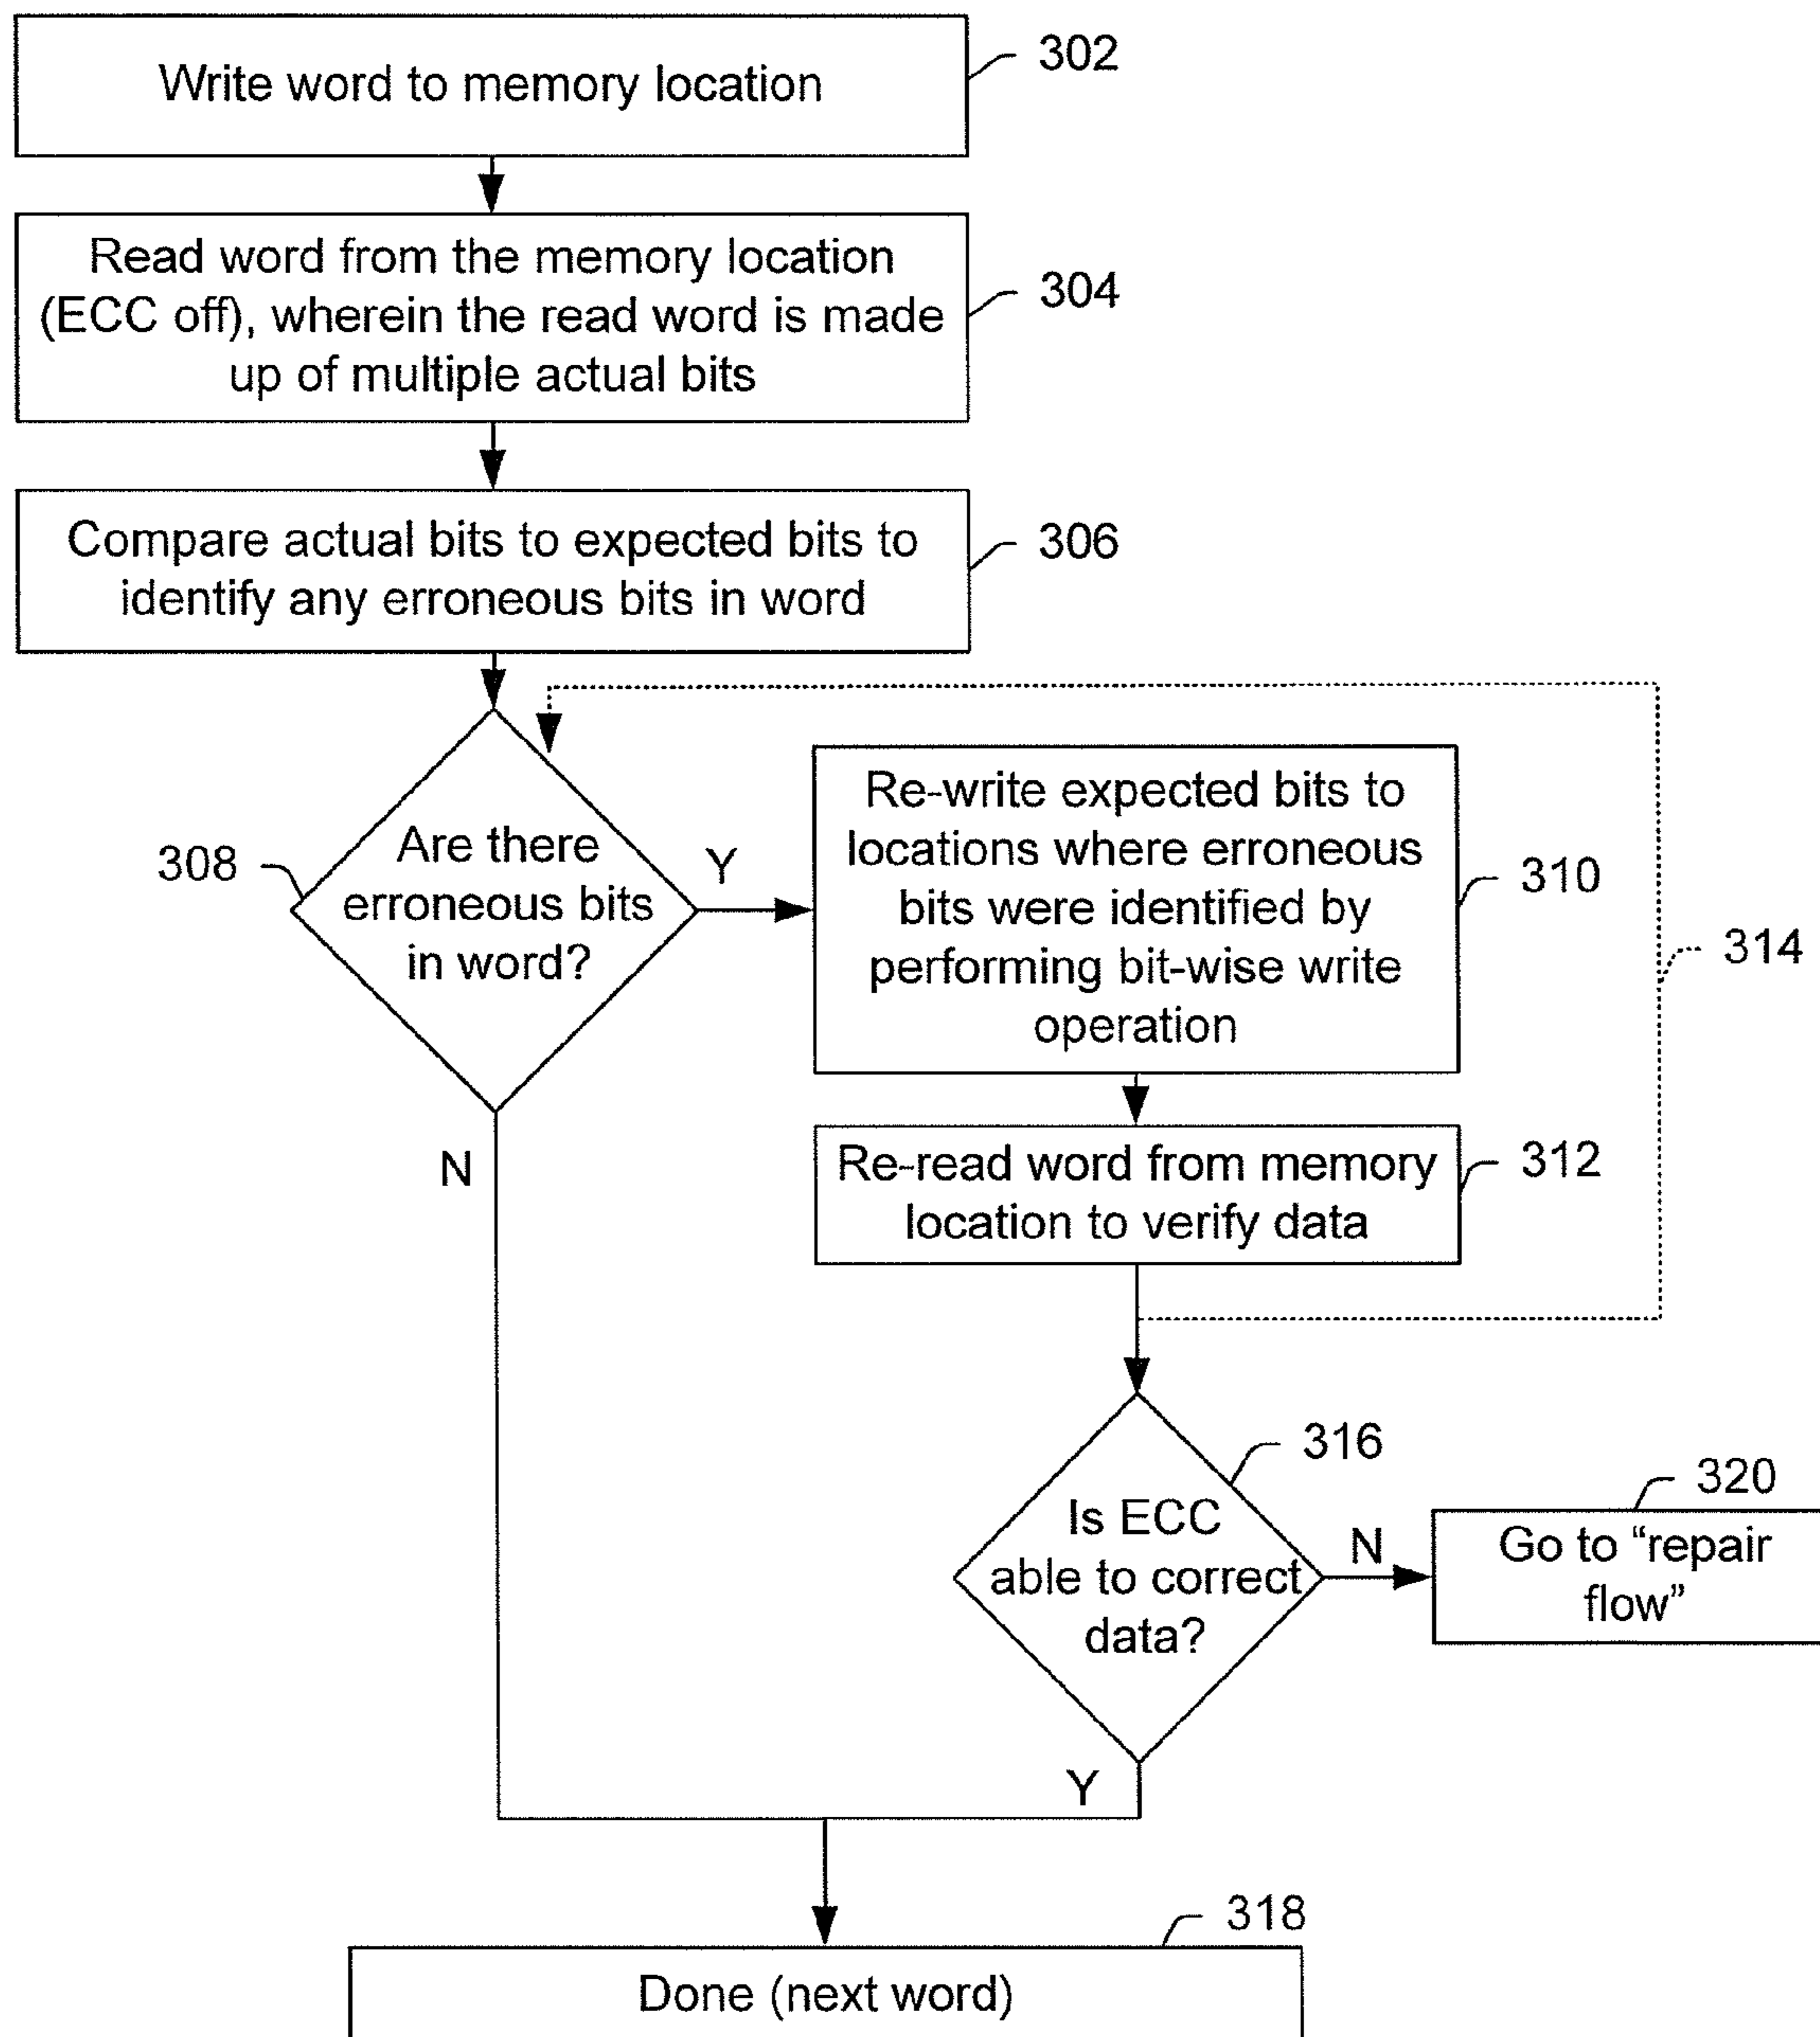 Write word to memory location
302
Read word from the memory location
(ECC off), wherein the read word is made
up of multiple actual bits
304
Compare actual bits to expected bits to
identify any erroneous bits in word
306
308
Are there
erroneous bits
in word?
Y
N
Re-write expected bits to
locations where erroneous
bits were identified by
performing bit-wise write
operation
310
314
Re-read word from memory
location to verify data
312
316
Is ECC
able to correct
data?
N
Y
320
Go to “repair
flow”
318
Done (next word)